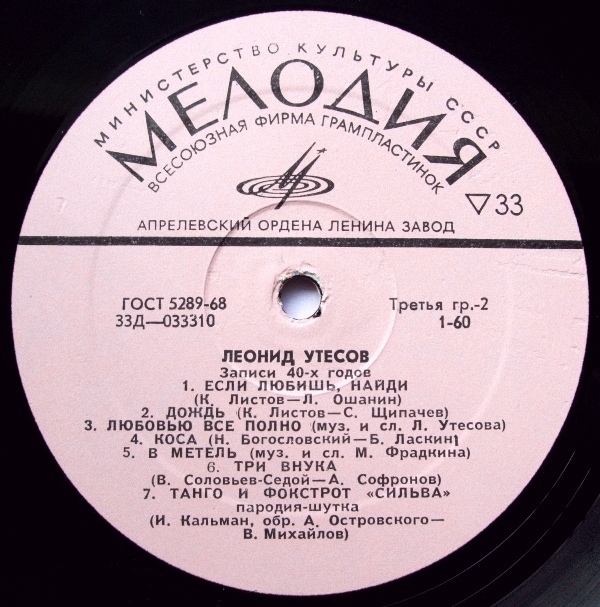 МИНИСТЕРСТВО КУЛЬТУРЫ СССР
МЕЛОДИЯ
ВСЕСОЮЗНАЯ ФИРМА ГРАМПЛАСТИНОК
▽33
АПРЕЛЕВСКИЙ ОРДЕНА ЛЕНИНА ЗАВОД
ГОСТ 5289-68
33Д—033310
Третья гр.-2
1-60
ЛЕОНИД УТЕСОВ
Записи 40-х годов
1. ЕСЛИ ЛЮБИШЬ, НАЙДИ
(К. Листов—Л. Ошанин)
2. ДОЖДЬ (К. Листов—С. Щипачев)
3. ЛЮБОВЬЮ ВСЕ ПОЛНО (муз. и сл. Л. Утесова)
4. КОСА (Н. Богословский—Б. Ласкин)
5. В МЕТЕЛЬ (муз. и сл. М. Фрадкина)
6. ТРИ ВНУКА
(В. Соловьев-Седой—А. Софронов)
7. ТАНГО И ФОКСТРОТ «СИЛЬВА»
пародия-шутка
(И. Кальман, обр. А. Островского—
В. Михайлов)